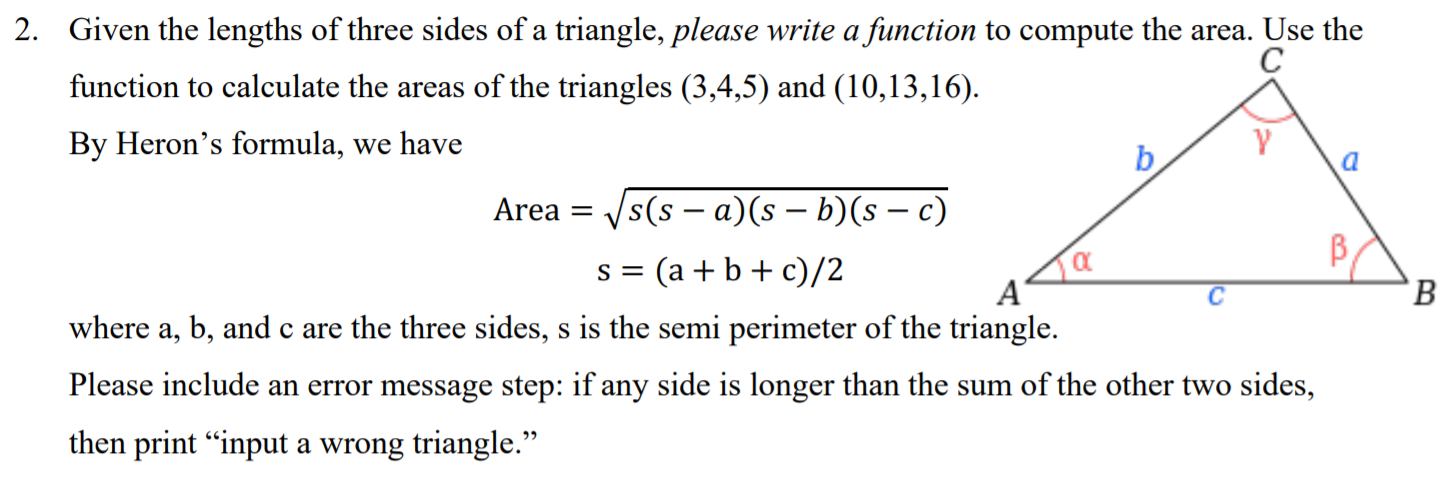 2. Given the lengths of three sides of a triangle, please write a function to compute the area. Use the
function to calculate the areas of the triangles (3,4,5) and (10,13,16).
By Heron’s formula, we have
Area = √s(s − a)(s − b)(s − c)
s = (a + b + c)/2
C
γ
b
a
α
β
A
c
B
where a, b, and c are the three sides, s is the semi perimeter of the triangle.
Please include an error message step: if any side is longer than the sum of the other two sides,
then print “input a wrong triangle.”